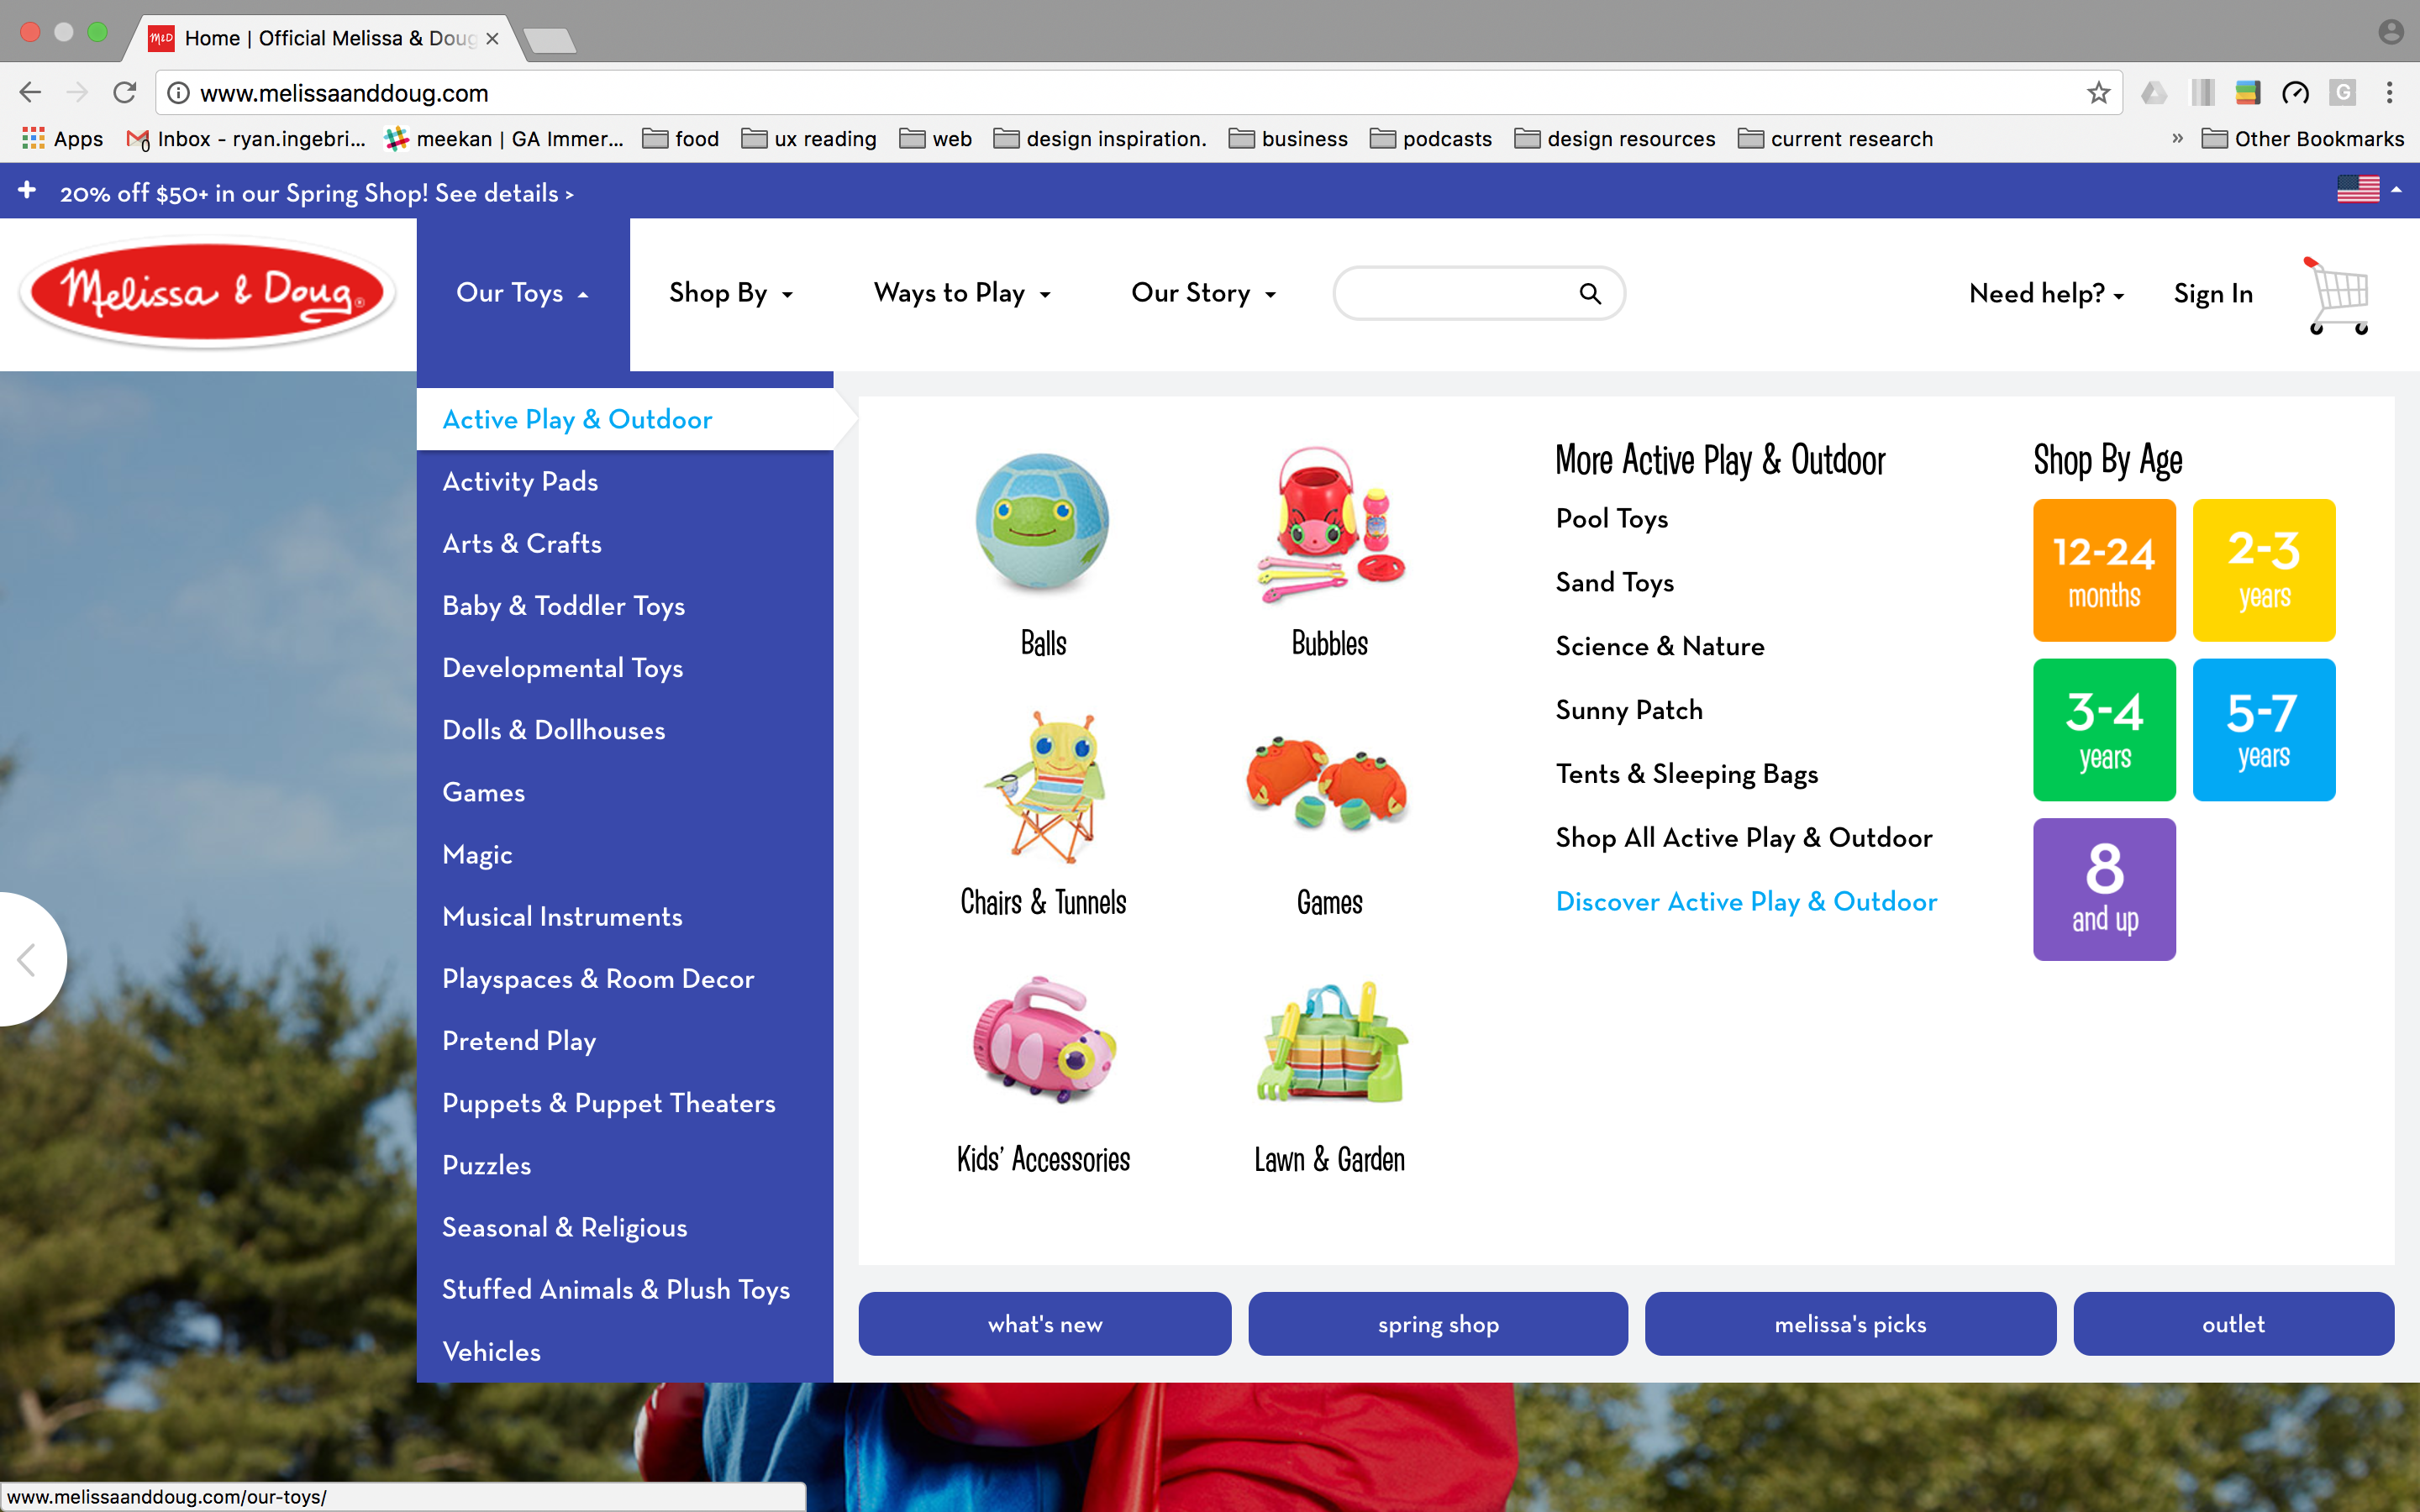 M&D Home | Official Melissa & Doug
www.melissaanddoug.com
Apps Inbox - ryan.ingebri... meekan | GA Immer... food ux reading web design inspiration. business podcasts design resources current research » Other Bookmarks
+ 20% off $50+ in our Spring Shop! See details >
Melissa & Doug®
Our Toys Shop By Ways to Play Our Story Need help? Sign In
Active Play & Outdoor
Activity Pads
Arts & Crafts
Baby & Toddler Toys
Developmental Toys
Dolls & Dollhouses
Games
Magic
Musical Instruments
Playspaces & Room Decor
Pretend Play
Puppets & Puppet Theaters
Puzzles
Seasonal & Religious
Stuffed Animals & Plush Toys
Vehicles
Balls
Bubbles
Chairs & Tunnels
Games
Kids' Accessories
Lawn & Garden
More Active Play & Outdoor
Pool Toys
Sand Toys
Science & Nature
Sunny Patch
Tents & Sleeping Bags
Shop All Active Play & Outdoor
Discover Active Play & Outdoor
Shop By Age
12-24
months
2-3
years
3-4
years
5-7
years
8
and up
what's new
spring shop
melissa's picks
outlet
www.melissaanddoug.com/our-toys/